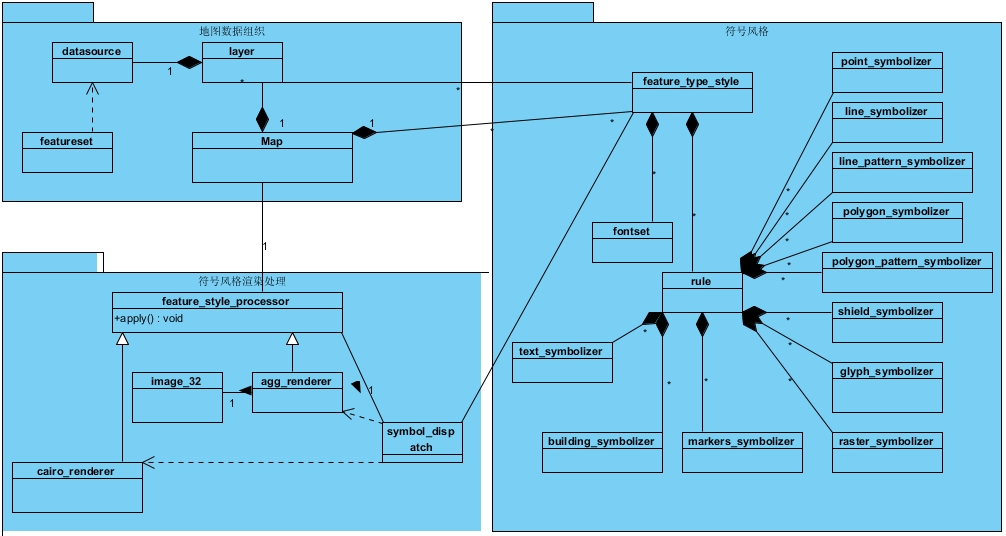 地图数据组织
datasource
layer
1
*
*
1
1
featureset
Map
*
1
符号风格
feature_type_style
*
*
*
fontset
rule
point_symbolizer
line_symbolizer
line_pattern_symbolizer
polygon_symbolizer
polygon_pattern_symbolizer
shield_symbolizer
glyph_symbolizer
raster_symbolizer
*
*
*
*
*
*
*
*
text_symbolizer
*
building_symbolizer
*
markers_symbolizer
*
符号风格渲染处理
feature_style_processor
+apply() : void
image_32
1
agg_renderer
1
symbol_disp
atch
cairo_renderer